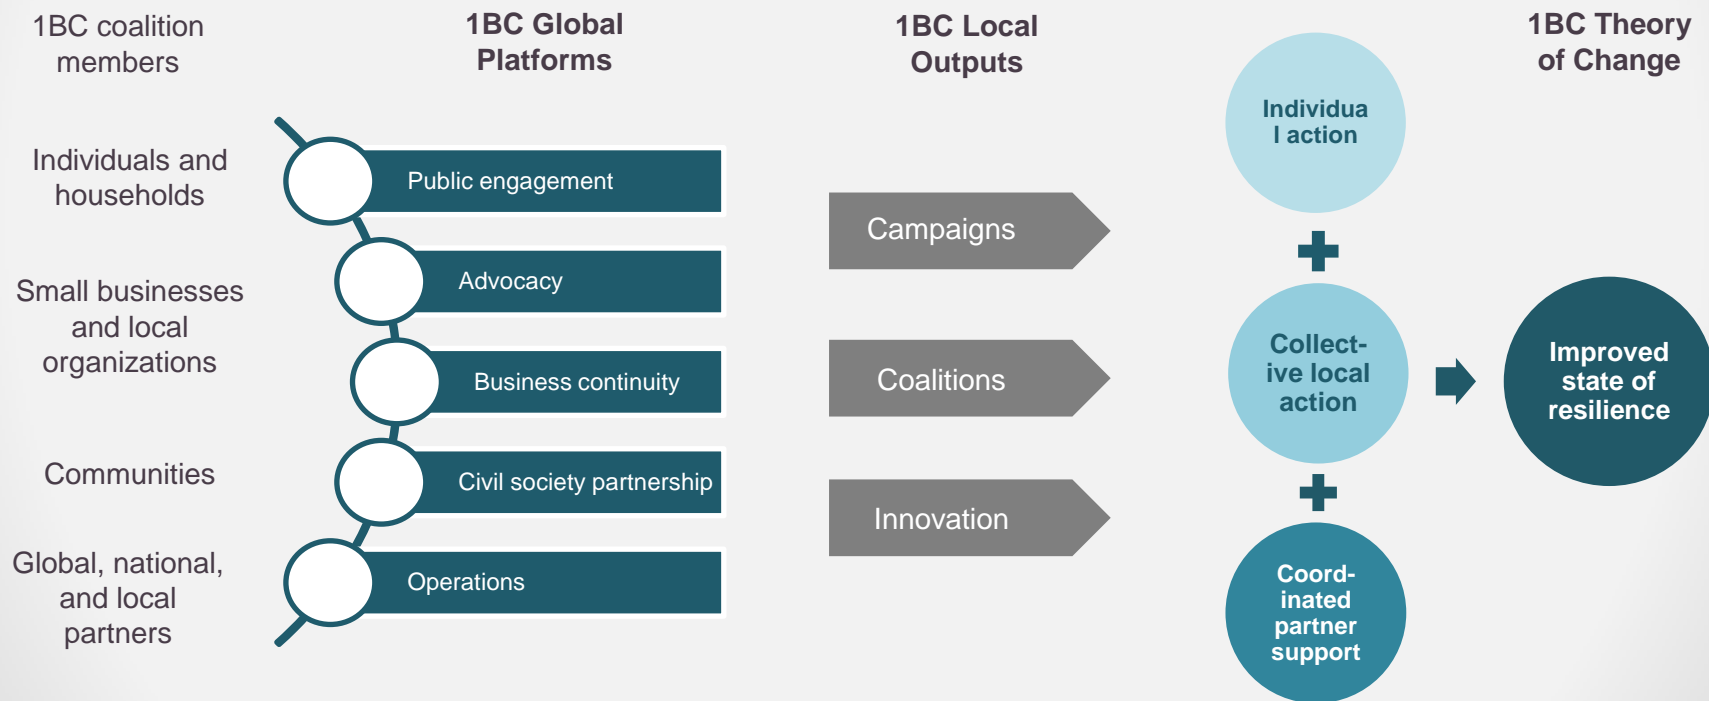 1BC coalition
members
Individuals and
households
Small businesses
and local
organizations
Communities
Global, national,
and local
partners
1BC Global
Platforms
Public engagement
Advocacy
Business continuity
Civil society partnership
Operations
1BC Local
Outputs
Campaigns
Coalitions
Innovation
Individua
l action
Collect-
ive local
action
Coord-
inated
partner
support
1BC Theory
of Change
Improved
state of
resilience